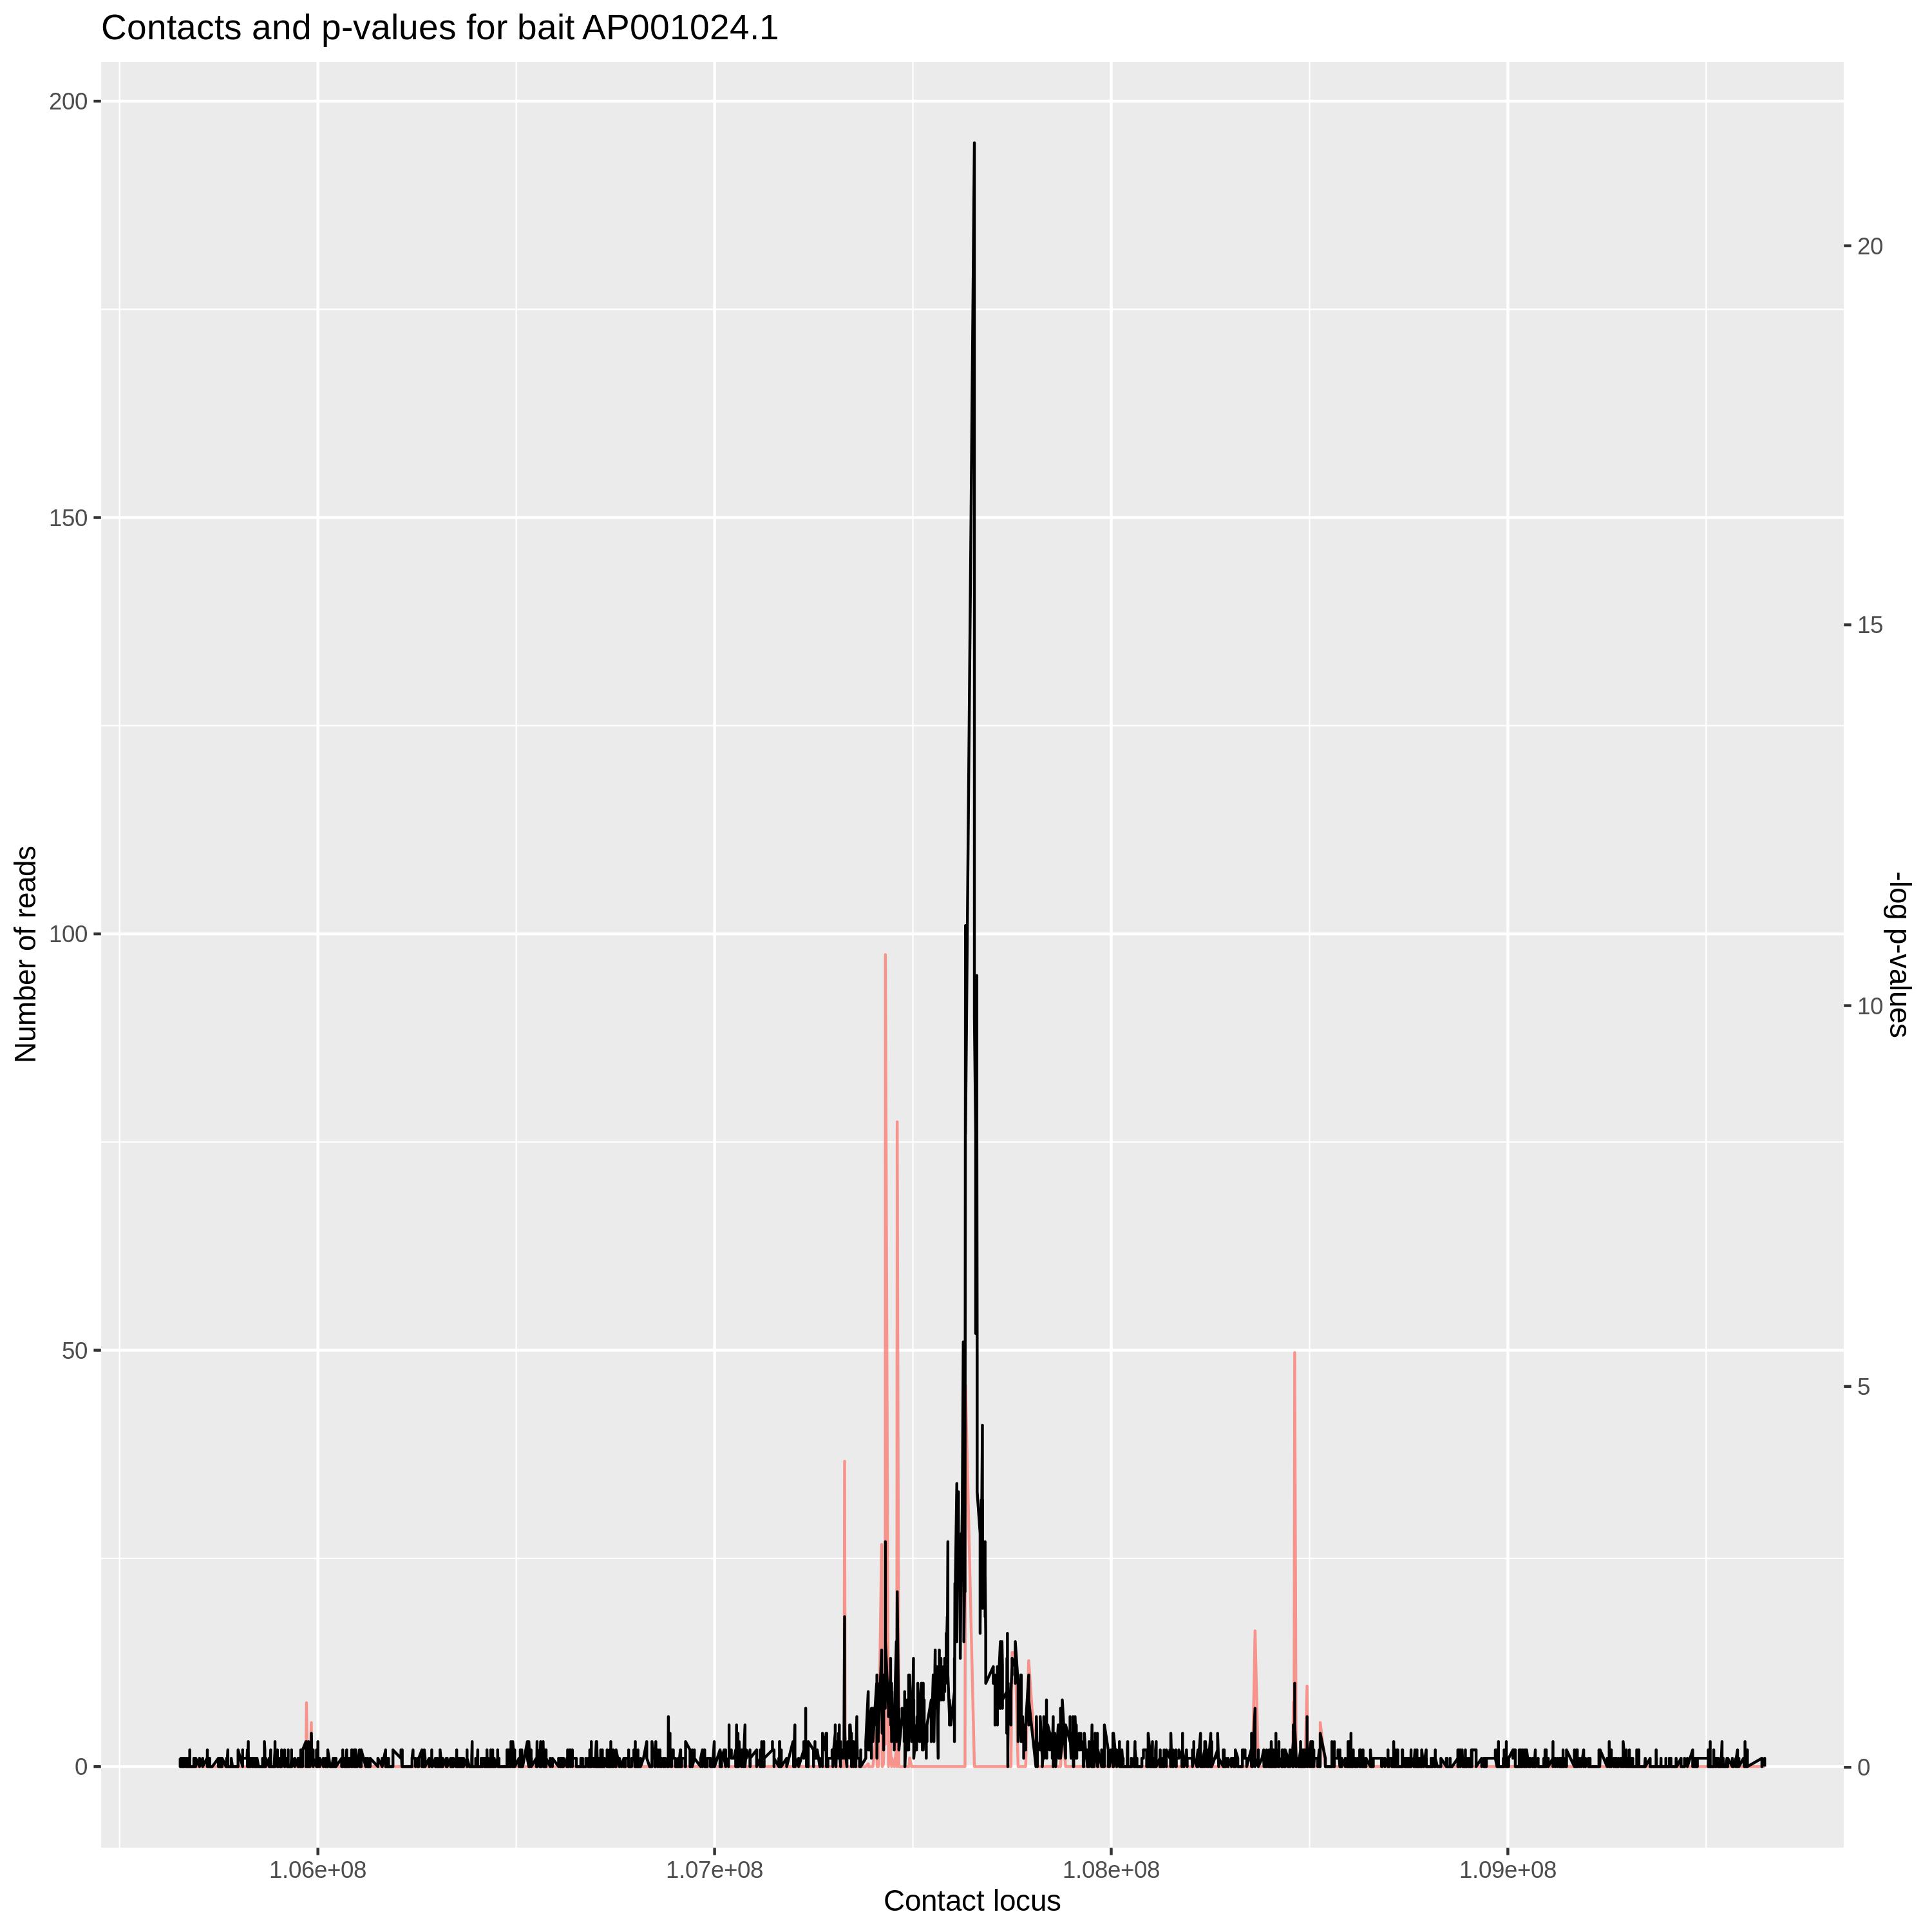 Contacts and p-values for bait AP001024.1
200
150
100
50
0
Number of reads
20
15
10
5
0
-log p-values
1.06e+08
1.07e+08
1.08e+08
1.09e+08
Contact locus